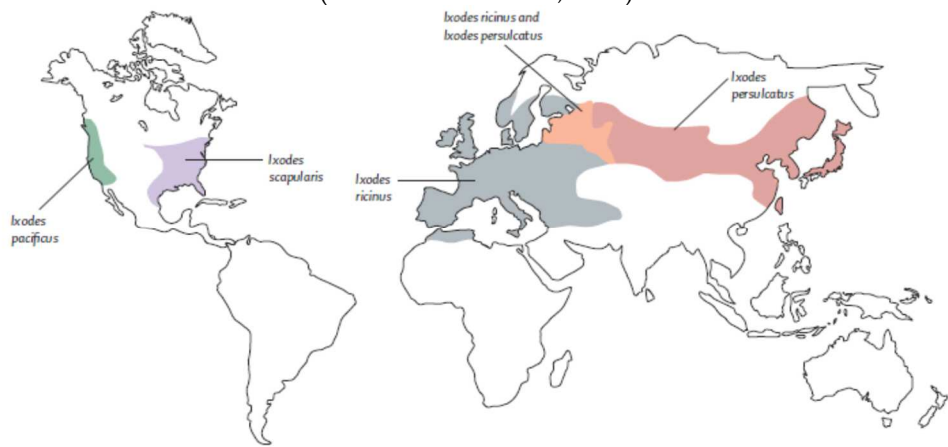 Ixodes ricinus and
Ixodes persulcatus
Ixodes
persulcatus
Ixodes
scapularis
Ixodes
ricinus
Ixodes
pacificus